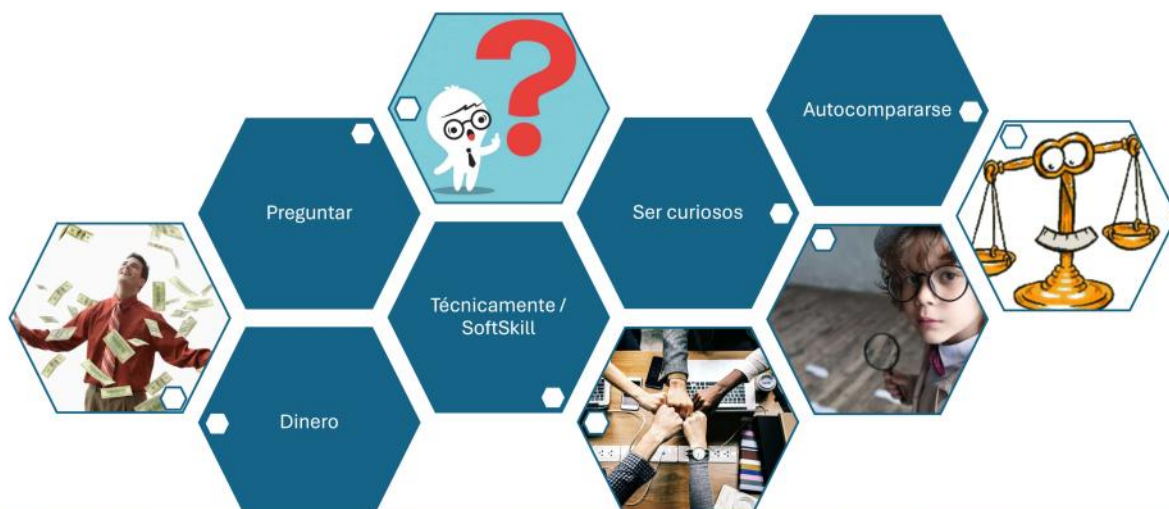 Autocompararse
Preguntar
Ser curiosos
Técnicamente /
SoftSkill
Dinero